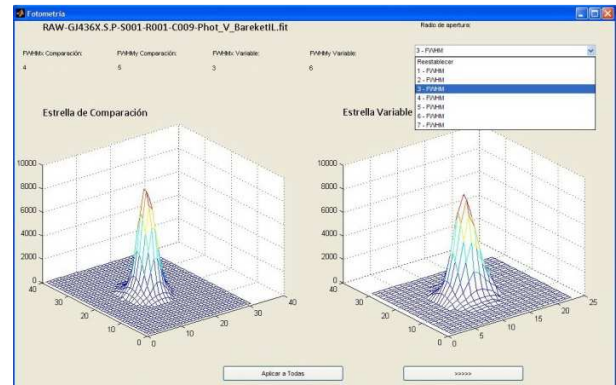 Fotometria
RAW-GJ436X.S.P-S001-R001-C009-Phot_V_BareketIL.fit
Radio de apertura:
FWHMx Comparación: FWHMy Comparación: FWHMx Variable: FWHMy Variable:
4 5 3 6
3 - FWHM
Reestablecer
1 - FWHM
2 - FWHM
3 - FWHM
4 - FWHM
5 - FWHM
6 - FWHM
7 - FWHM
Estrella de Comparación
Estrella Variable
10000
8000
6000
4000
2000
0
40
30
20
10
0
0
10
20
30
40
10000
8000
6000
4000
2000
0
40
30
20
10
0
0
5
10
15
20
25
Aplicar a Todas
>>>>>